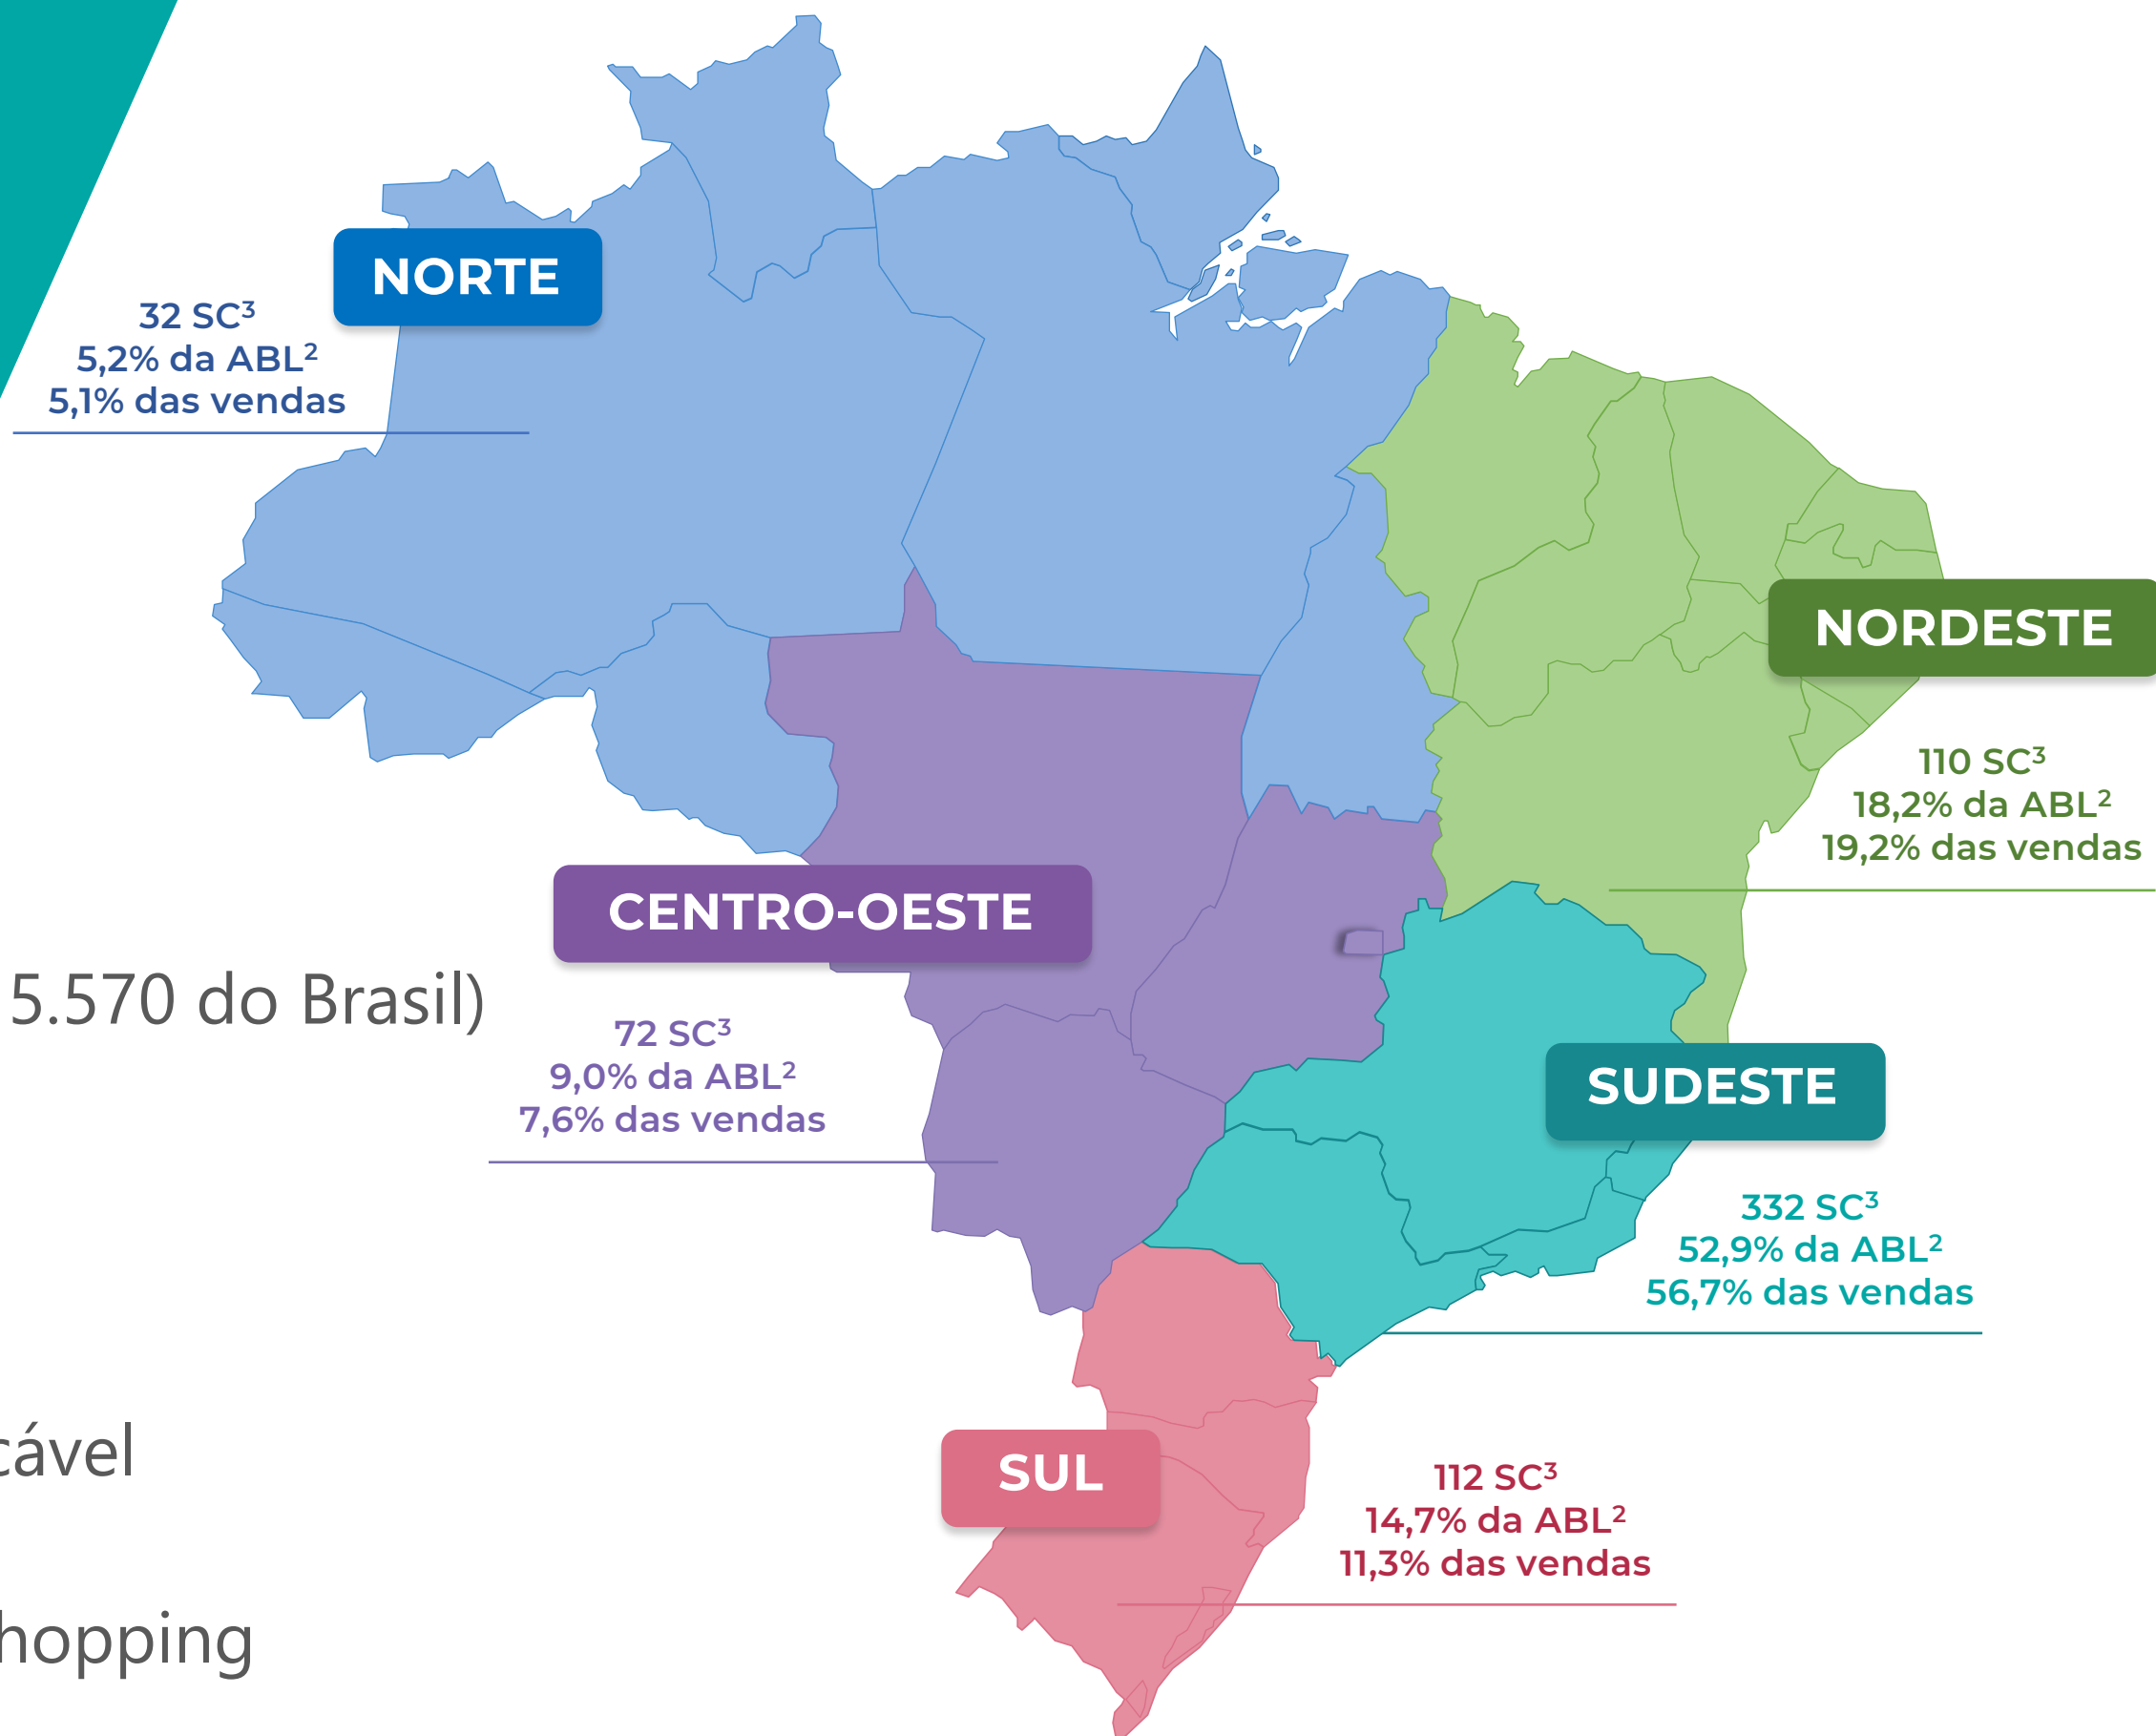 NORTE
32 SC³
5,2% da ABL²
5,1% das vendas
NORDESTE
110 SC³
18,2% da ABL²
19,2% das vendas
CENTRO-OESTE
5.570 do Brasil)
72 SC³
9,0% da ABL²
7,6% das vendas
SUDESTE
332 SC³
52,9% da ABL²
56,7% das vendas
cável
SUL
112 SC³
14,7% da ABL²
11,3% das vendas
hopping